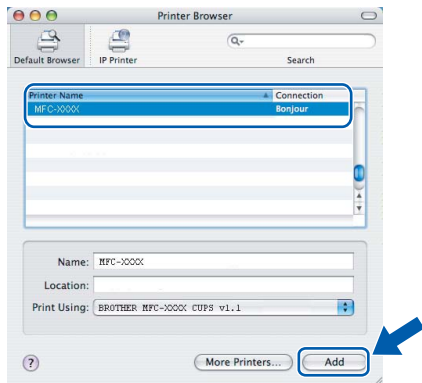 Printer Browser
Default Browser
IP Printer
Search
Printer Name
Connection
MFC-XXXX
Bonjour
Name: MFC-XXXX
Location:
Print Using: BROTHER MFC-XXXX CUPS v1.1
?
More Printers...
Add